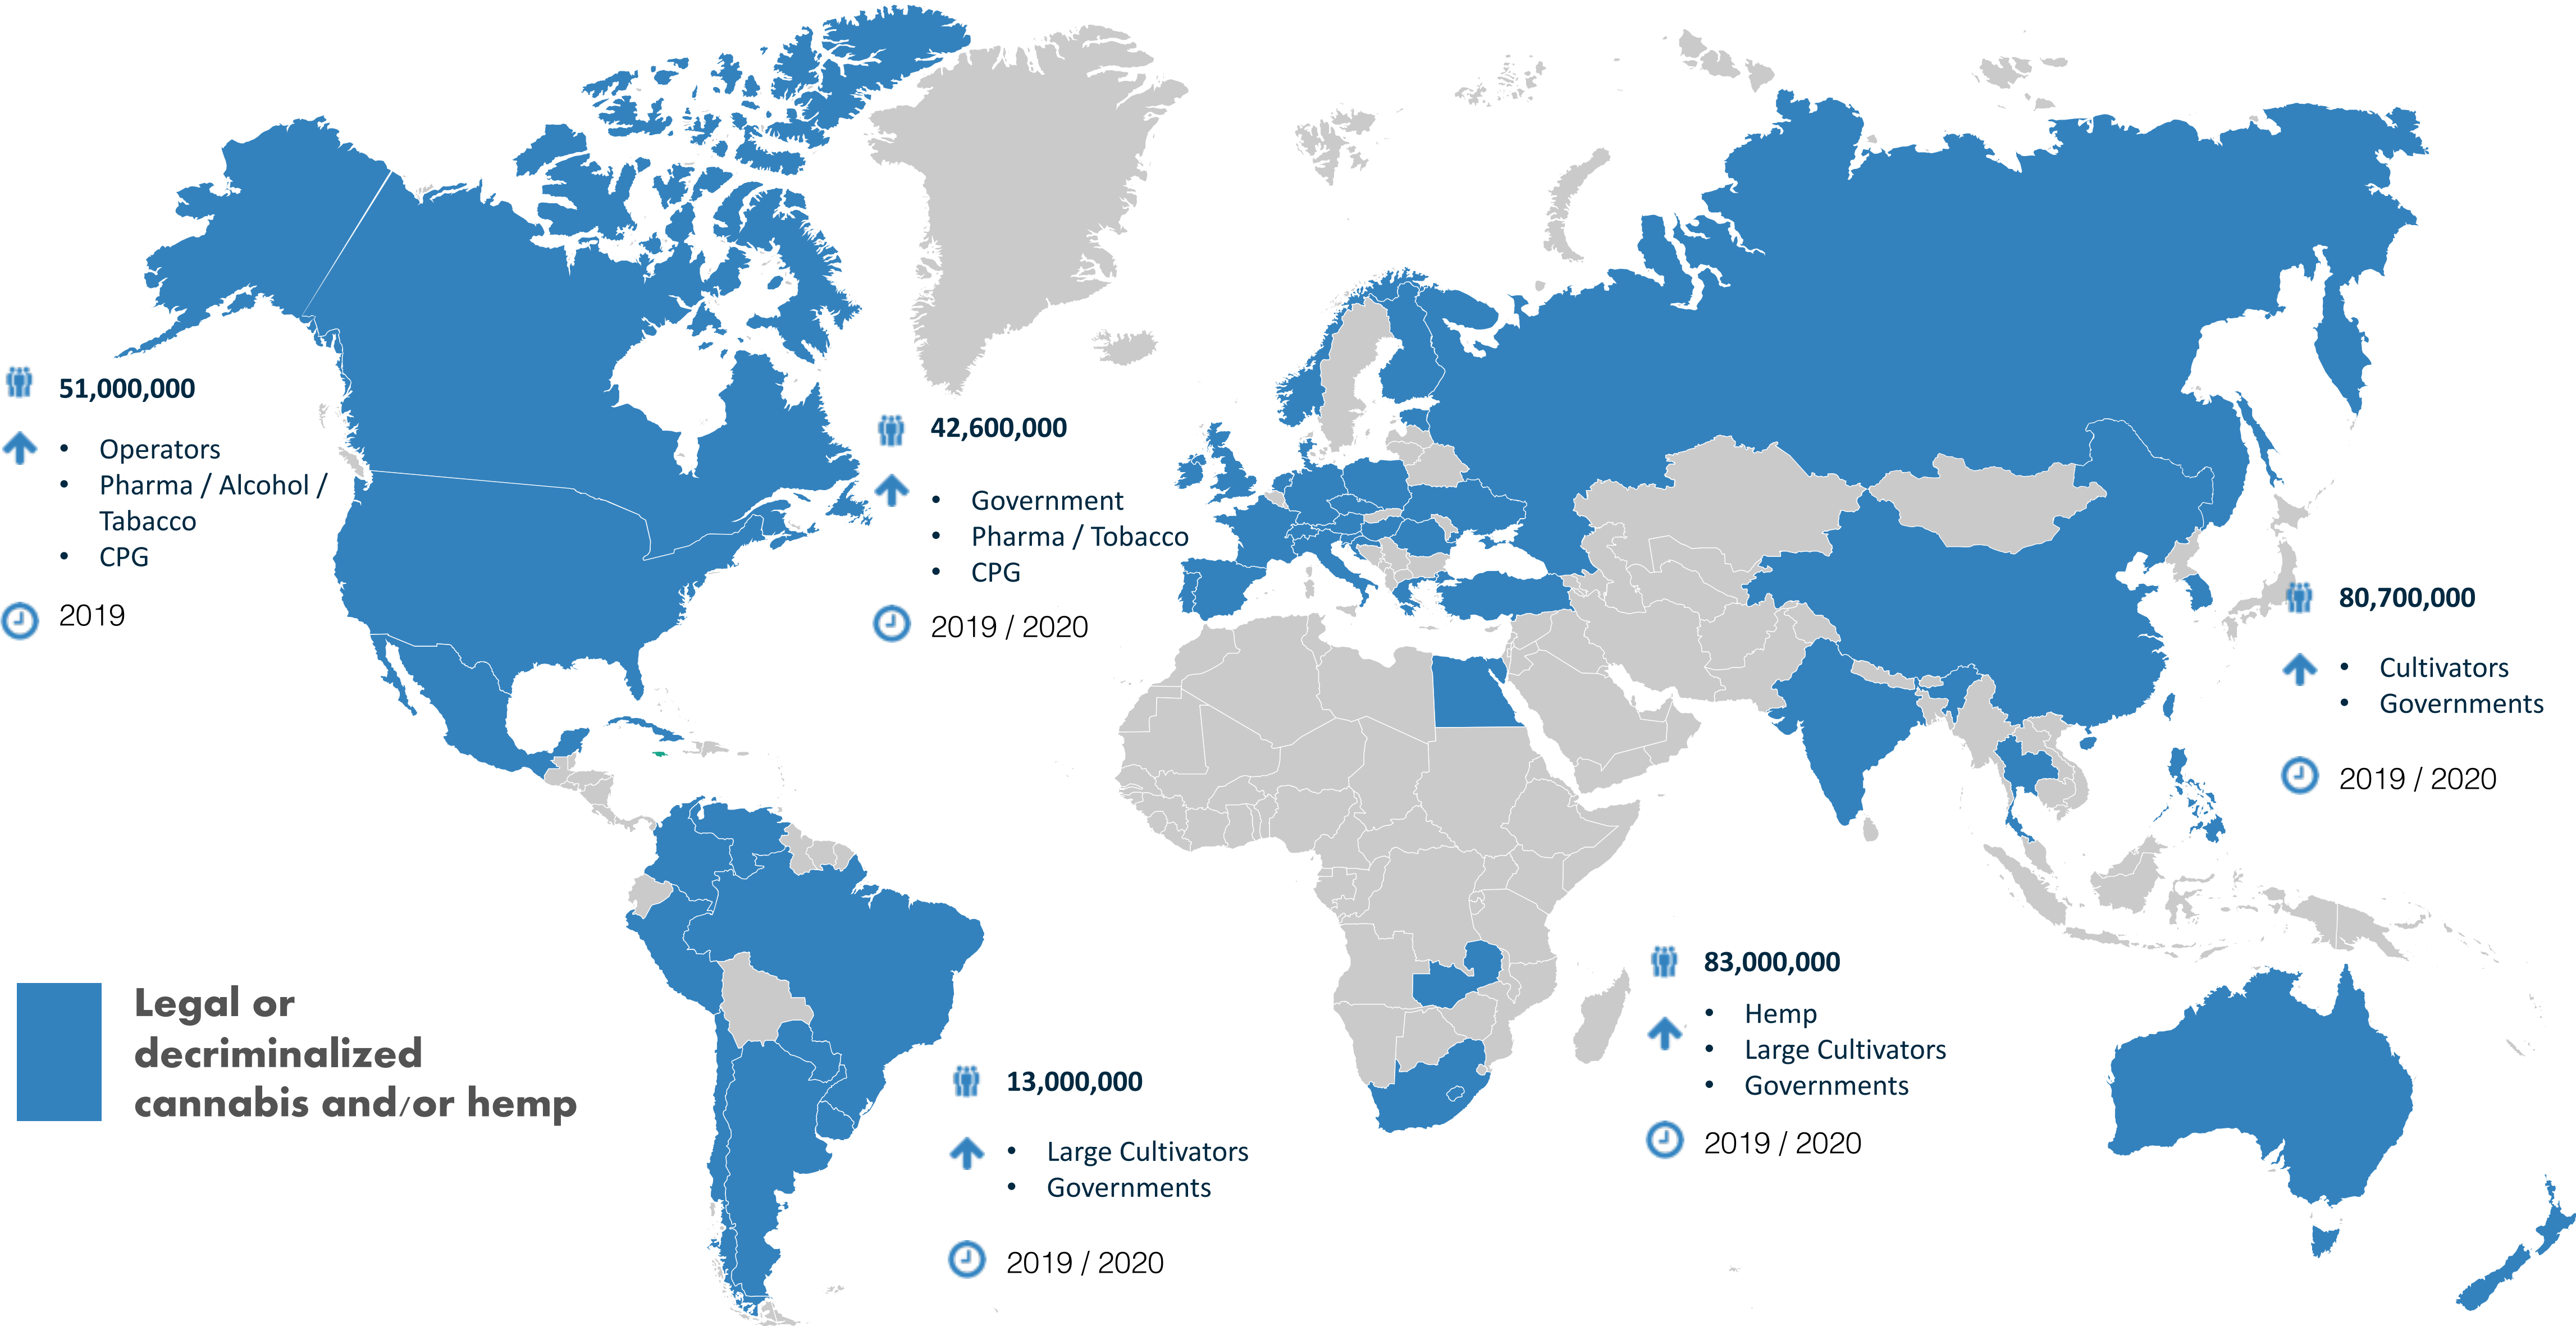 51,000,000
• Operators
• Pharma / Alcohol /
Tabacco
• CPG
2019
42,600,000
• Government
• Pharma / Tobacco
• CPG
2019 / 2020
80,700,000
• Cultivators
• Governments
2019 / 2020
83,000,000
• Hemp
• Large Cultivators
• Governments
2019 / 2020
13,000,000
• Large Cultivators
• Governments
2019 / 2020
Legal or
decriminalized
cannabis and/or hemp